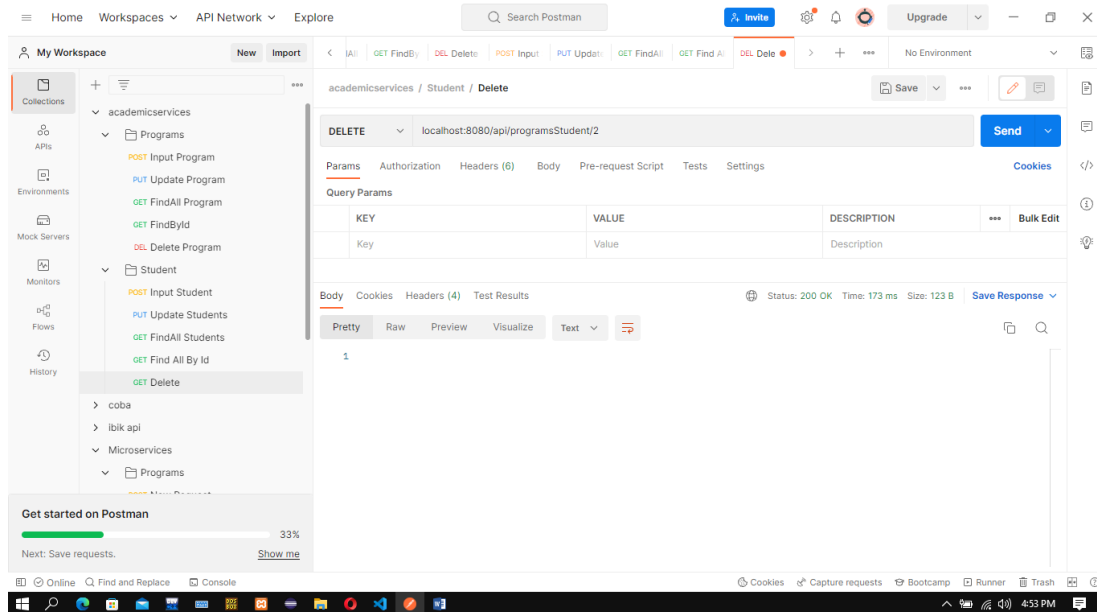 Home Workspaces API Network Explore Search Postman Invite Upgrade
My Workspace New Import GET FindBy DEL Delete POST Input PUT Update GET FindAll GET Find Al DEL Dele No Environment
Collections
APIs
Environments
Mock Servers
Monitors
Flows
History
academicservices
Programs
POST Input Program
PUT Update Program
GET FindAll Program
GET FindById
DEL Delete Program
Student
POST Input Student
PUT Update Students
GET FindAll Students
GET Find All By Id
GET Delete
coba
ibik api
Microservices
Programs
academicservices / Student / Delete Save
DELETE localhost:8080/api/programsStudent/2 Send
Params Authorization Headers (6) Body Pre-request Script Tests Settings Cookies
Query Params
KEY VALUE DESCRIPTION Bulk Edit
Key Value Description
Body Cookies Headers (4) Test Results Status: 200 OK Time: 173 ms Size: 123 B Save Response
Pretty Raw Preview Visualize Text
1
Get started on Postman
33%
Next: Save requests. Show me
Online Find and Replace Console Cookies Capture requests Bootcamp Runner Trash
4:53 PM